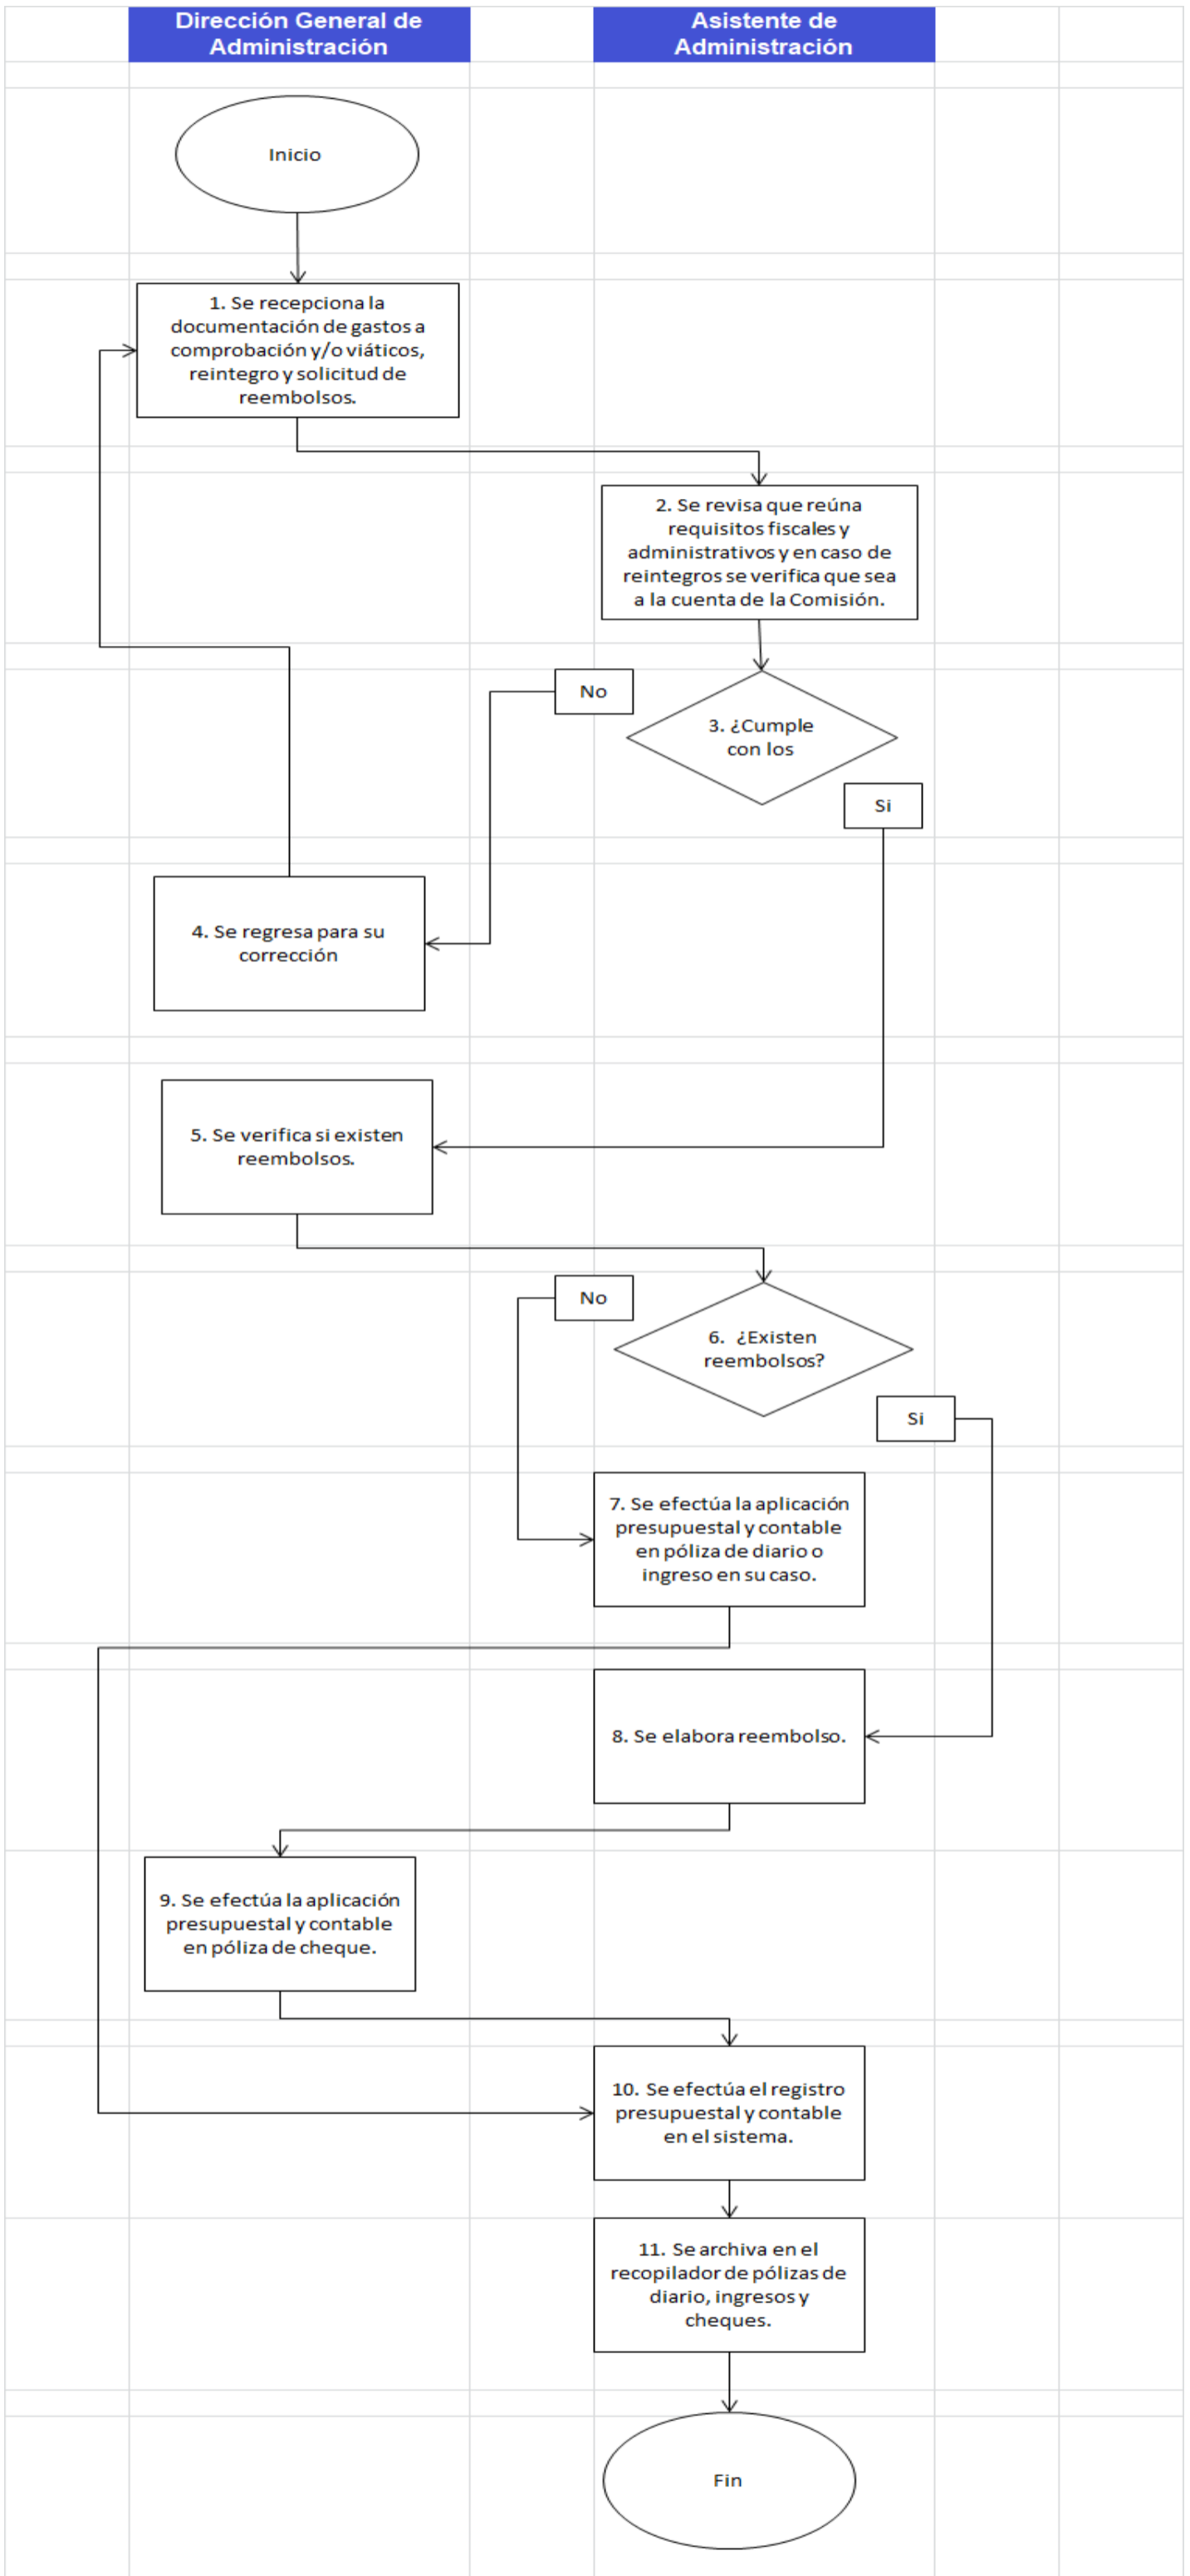 Dirección General de
Administración
Asistente de
Administración
Inicio
1. Se recepciona la
documentación de gastos a
comprobación y/o viáticos,
reintegro y solicitud de
reembolsos.
2. Se revisa que reúna
requisitos fiscales y
administrativos y en caso de
reintegros se verifica que sea
a la cuenta de la Comisión.
No
3. ¿Cumple
con los
Si
4. Se regresa para su
corrección
5. Se verifica si existen
reembolsos.
No
6. ¿Existen
reembolsos?
Si
7. Se efectúa la aplicación
presupuestal y contable
en póliza de diario o
ingreso en su caso.
8. Se elabora reembolso.
9. Se efectúa la aplicación
presupuestal y contable
en póliza de cheque.
10. Se efectúa el registro
presupuestal y contable
en el sistema.
11. Se archiva en el
recopilador de pólizas de
diario, ingresos y
cheques.
Fin